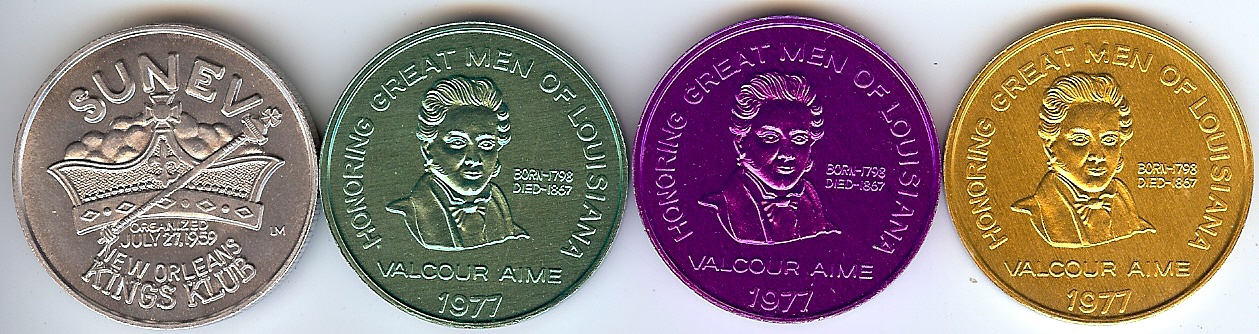 SUNEV
ORGANIZED
JULY 27, 1959
LM
NEW ORLEANS
KINGS KLUB
HONORING GREAT MEN OF LOUISIANA
BORN-1798
DIED-1867
VALCOUR AIME
1977
HONORING GREAT MEN OF LOUISIANA
BORN-1798
DIED-1867
VALCOUR AIME
1977
HONORING GREAT MEN OF LOUISIANA
BORN-1798
DIED-1867
VALCOUR AIME
1977